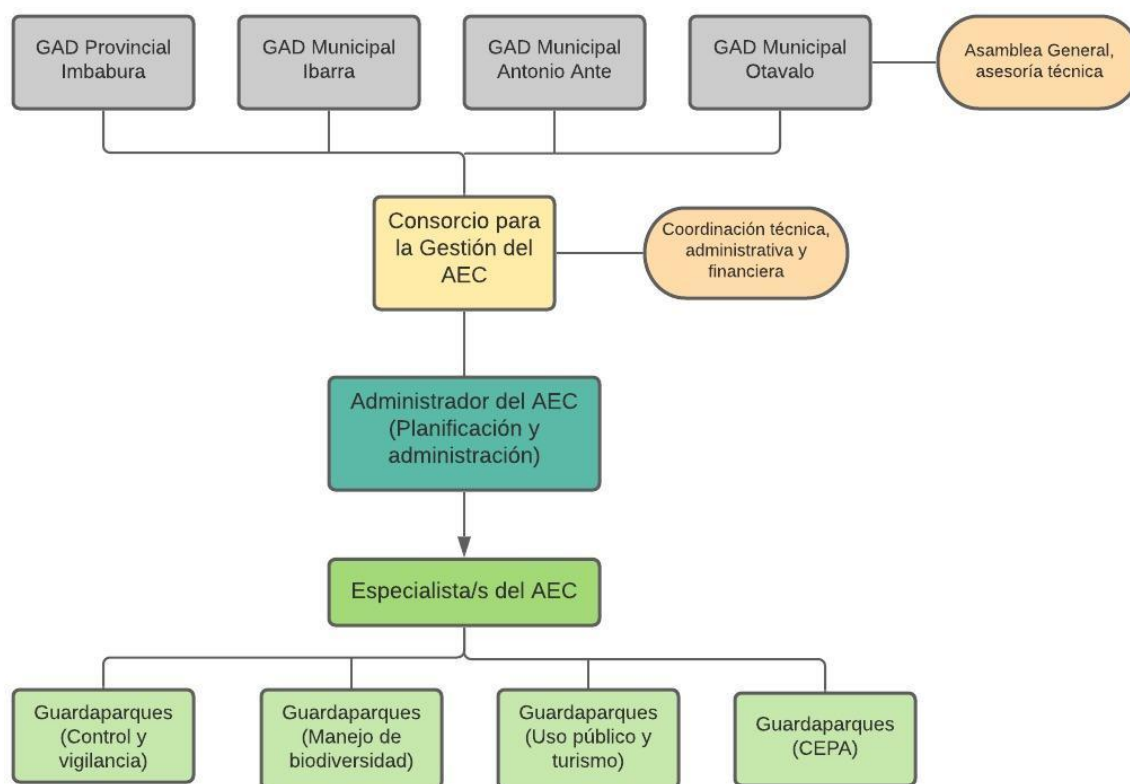 GAD Provincial
Imbabura
GAD Municipal
Ibarra
GAD Municipal
Antonio Ante
GAD Municipal
Otavalo
Asamblea General,
asesoría técnica
Consorcio para
la Gestión del
AEC
Coordinación técnica,
administrativa y
financiera
Administrador del AEC
(Planificación y
administración)
Especialista/s del AEC
Guardaparques
(Control y
vigilancia)
Guardaparques
(Manejo de
biodiversidad)
Guardaparques
(Uso público y
turismo)
Guardaparques
(CEPA)